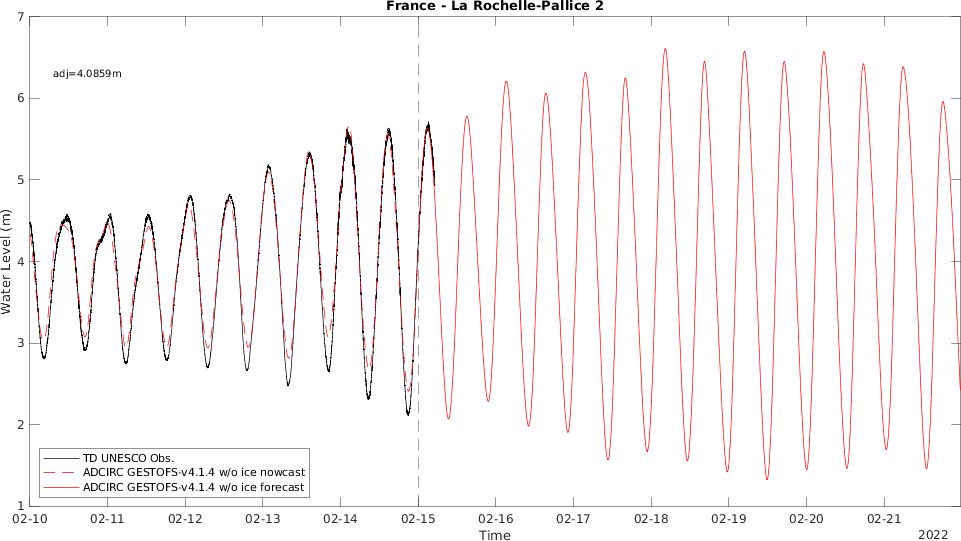 France - La Rochelle-Pallice 2
adj=4.0859m
Water Level (m)
7
6
5
4
3
2
1
TD UNESCO Obs.
ADCIRC GESTOFS-v4.1.4 w/o ice nowcast
ADCIRC GESTOFS-v4.1.4 w/o ice forecast
02-10 02-11 02-12 02-13 02-14 02-15 02-16 02-17 02-18 02-19 02-20 02-21
Time
2022